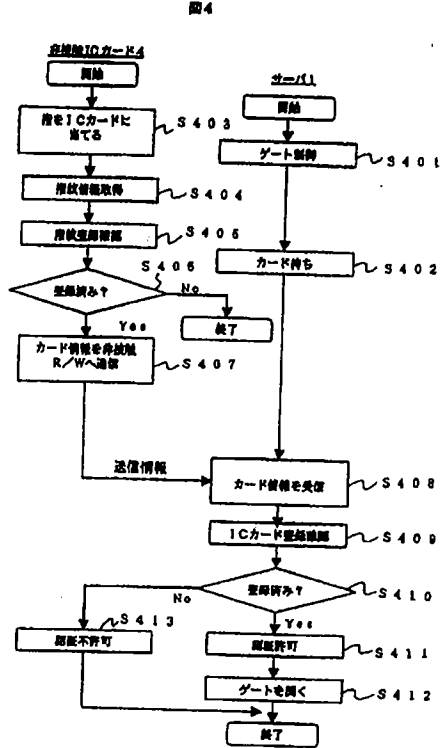 図4
非接触ICカード4
開始
指をICカードに
当てる
S403
指紋情報取得
S404
指紋登録確認
S405
登録済み?
S406
No
終了
Yes
カード情報を非接触
R/Wへ送信
S407
送信情報
サーバ1
開始
ゲート制御
S401
カード待ち
S402
カード情報を受信
S408
ICカード登録確認
S409
登録済み?
S410
No
Yes
認証不許可
S413
認証許可
S411
ゲートを開く
S412
終了